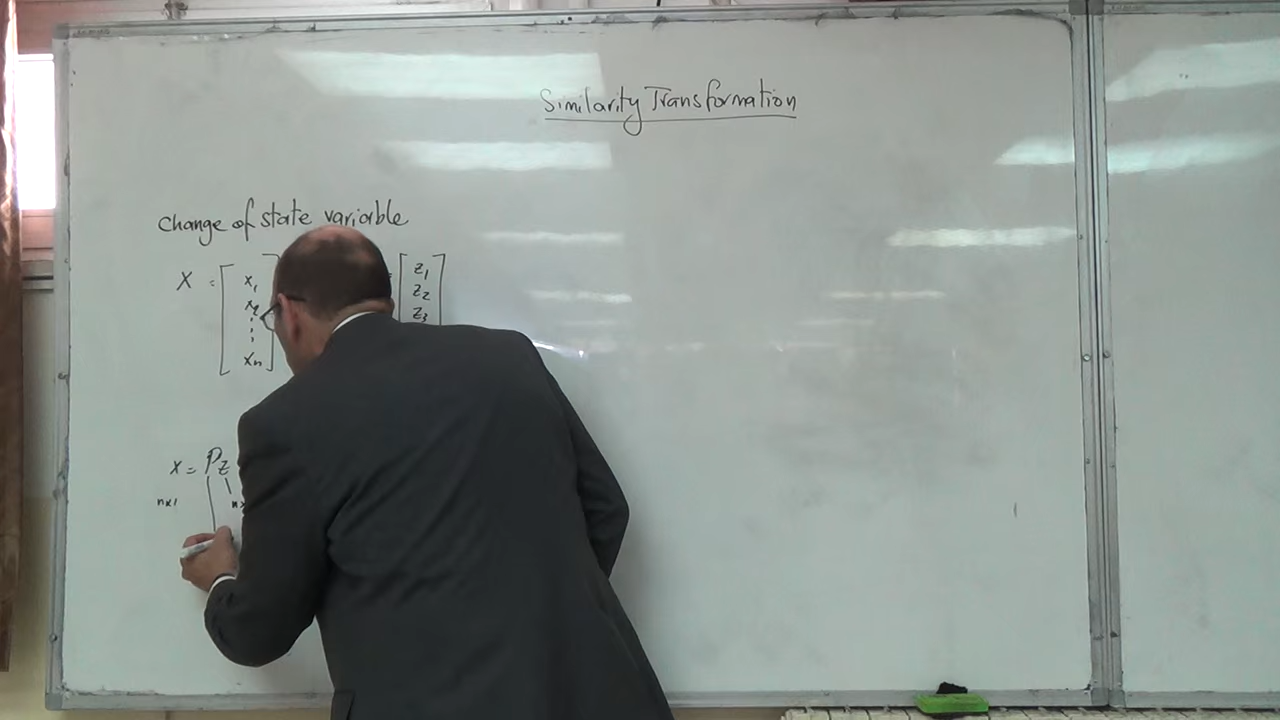 Similarity Transformation
change of state variable
X = [ x1 x2 ⋮ xn ] = [ z1 z2 z3
x = Pz
nx1